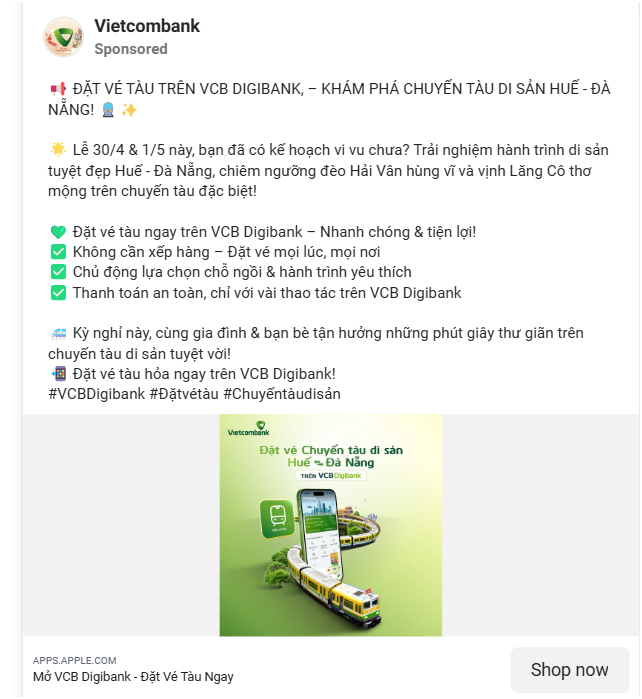 Vietcombank
Sponsored
📢 ĐẶT VÉ TÀU TRÊN VCB DIGIBANK, – KHÁM PHÁ CHUYẾN TÀU DI SẢN HUẾ - ĐÀ
NẴNG! 🚆 ✨
🌟 Lễ 30/4 & 1/5 này, bạn đã có kế hoạch vi vu chưa? Trải nghiệm hành trình di sản
tuyệt đẹp Huế - Đà Nẵng, chiêm ngưỡng đèo Hải Vân hùng vĩ và vịnh Lăng Cô thơ
mộng trên chuyến tàu đặc biệt!
💚 Đặt vé tàu ngay trên VCB Digibank – Nhanh chóng & tiện lợi!
✅ Không cần xếp hàng – Đặt vé mọi lúc, mọi nơi
✅ Chủ động lựa chọn chỗ ngồi & hành trình yêu thích
✅ Thanh toán an toàn, chỉ với vài thao tác trên VCB Digibank
🚈 Kỳ nghỉ này, cùng gia đình & bạn bè tận hưởng những phút giây thư giãn trên
chuyến tàu di sản tuyệt vời!
📲 Đặt vé tàu hỏa ngay trên VCB Digibank!
#VCBDigibank #Đặtvétàu #Chuyếntàudisản
Vietcombank
Đặt vé Chuyến tàu di sản
Huế Đà Nẵng
TRÊN VCB Digibank
APPS.APPLE.COM
Mở VCB Digibank - Đặt Vé Tàu Ngay
Shop now